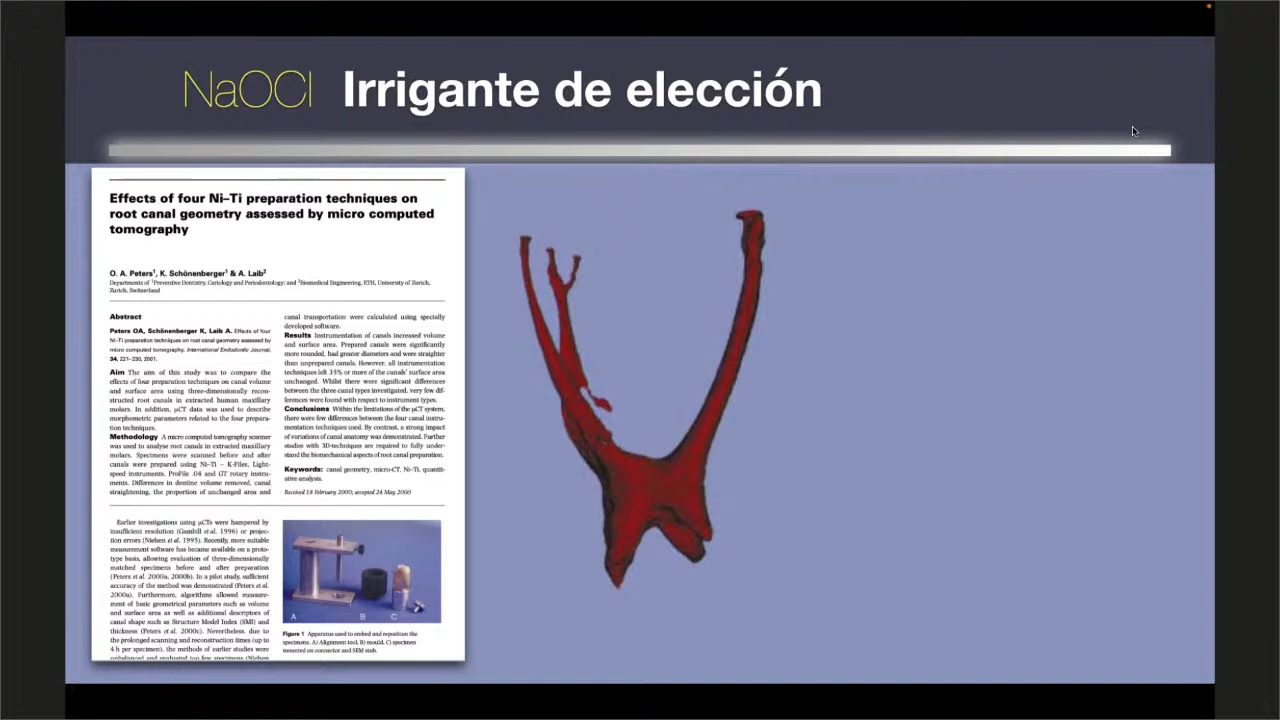 NaOCl Irrigante de elección
Effects of four Ni–Ti preparation techniques on
root canal geometry assessed by micro computed
tomography
O. A. Peters¹, K. Schönenberger¹ & A. Laib²
Departments of ¹Preventive Dentistry, Cariology and Periodontology; and ²Biomedical Engineering, ETH, University of Zurich,
Zurich, Switzerland
Abstract
Peters OA, Schönenberger K, Laib A. Effects of four
Ni–Ti preparation techniques on root canal geometry assessed by
micro computed tomography. International Endodontic Journal,
34, 221–230, 2001.
Aim The aim of this study was to compare the
effects of four preparation techniques on canal volume
and surface area using three-dimensionally recon-
structed root canals in extracted human maxillary
molars. In addition, μCT data was used to describe
morphometric parameters related to the four prepara-
tion techniques.
Methodology A micro computed tomography scanner
was used to analyse root canals in extracted maxillary
molars. Specimens were scanned before and after
canals were prepared using Ni–Ti – K-Files, Light-
speed instruments, ProFile .04 and GT rotary instru-
ments. Differences in dentine volume removed, canal
straightening, the proportion of unchanged area and
canal transportation were calculated using specially
developed software.
Results Instrumentation of canals increased volume
and surface area. Prepared canals were significantly
more rounded, had greater diameters and were straighter
than unprepared canals. However, all instrumentation
techniques left 35% or more of the canals' surface area
unchanged. Whilst there were significant differences
between the three canal types investigated, very few dif-
ferences were found with respect to instrument types.
Conclusions Within the limitations of the μCT system,
there were few differences between the four canal instru-
mentation techniques used. By contrast, a strong impact
of variations of canal anatomy was demonstrated. Further
studies with 3D-techniques are required to fully under-
stand the biomechanical aspects of root canal preparation.
Keywords: canal geometry, micro-CT, Ni-Ti, quantit-
ative analysis.
Received 18 February 2000; accepted 24 May 2000
Earlier investigations using μCTs were hampered by
insufficient resolution (Gambill et al. 1996) or projec-
tion errors (Nielsen et al. 1995). Recently, more suitable
measurement software has became available on a proto-
type basis, allowing evaluation of three-dimensionally
matched specimens before and after preparation
(Peters et al. 2000a, 2000b). In a pilot study, sufficient
accuracy of the method was demonstrated (Peters et al.
2000a). Furthermore, algorithms allowed measure-
ment of basic geometrical parameters such as volume
and surface area as well as additional descriptors of
canal shape such as Structure Model Index (SMI) and
thickness (Peters et al. 2000c). Nevertheless, due to
the prolonged scanning and reconstruction times (up to
4 h per specimen), the methods of earlier studies were
unbalanced and evaluated too few specimens (Nielsen
A B C
Figure 1 Apparatus used to embed and reposition the
specimens. A) Alignment tool, B) mould, C) specimen
mounted on connector and SEM stub.